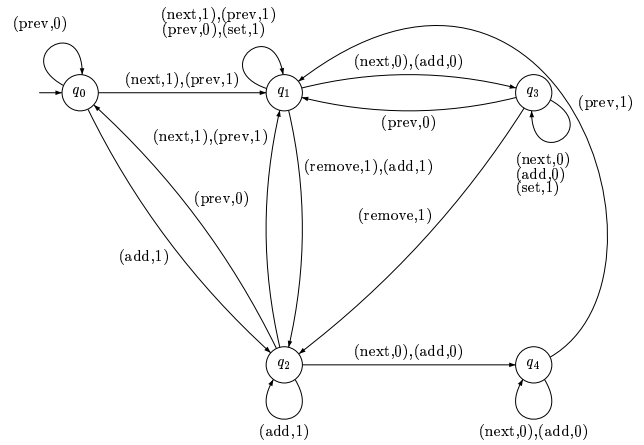 (next,1),(prev,1)
(prev,0),(set,1)
(prev,0)
(next,0),(add,0)
(next,1),(prev,1)
q0
q1
q3
(prev,1)
(prev,0)
(next,1),(prev,1)
(next,0)
(add,0)
(set,1)
(remove,1),(add,1)
(prev,0)
(remove,1)
(add,1)
(next,0),(add,0)
q2
q4
(add,1)
(next,0),(add,0)